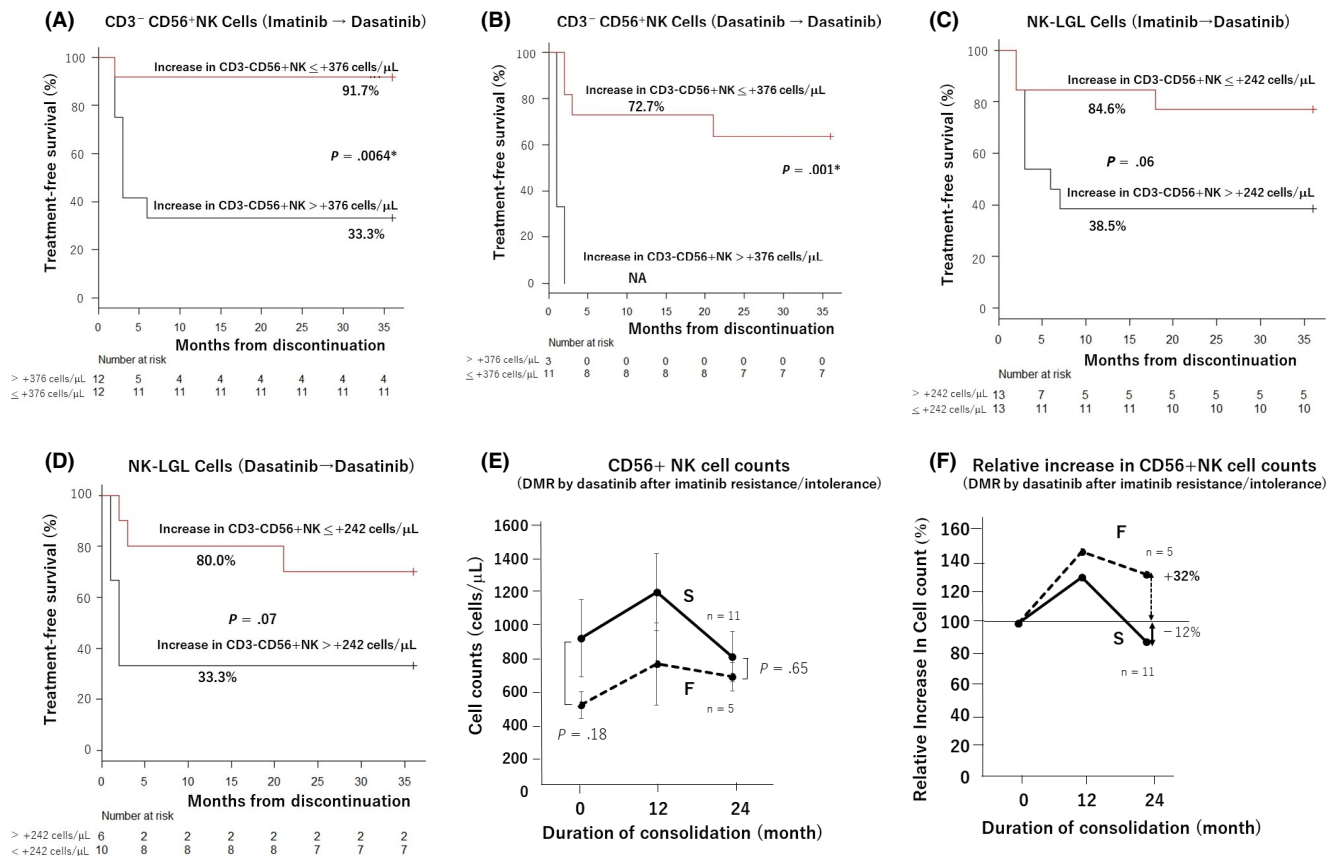 (A) CD3⁻ CD56⁺NK Cells (Imatinib → Dasatinib)
Treatment-free survival (%)
100
80
60
40
20
0
Increase in CD3-CD56+NK ≤ +376 cells/μL
91.7%
P = .0064*
Increase in CD3-CD56+NK > +376 cells/μL
33.3%
0 5 10 15 20 25 30 35
Months from discontinuation
Number at risk
> +376 cells/μL 12 5 4 4 4 4 4 4
≤ +376 cells/μL 12 11 11 11 11 11 11 11
(B) CD3⁻ CD56⁺NK Cells (Dasatinib → Dasatinib)
Treatment-free survival (%)
100
80
60
40
20
0
Increase in CD3-CD56+NK ≤ +376 cells/μL
72.7%
P = .001*
Increase in CD3-CD56+NK > +376 cells/μL
NA
0 5 10 15 20 25 30 35
Months from discontinuation
Number at risk
> +376 cells/μL 3 0 0 0 0 0 0 0
≤ +376 cells/μL 11 8 8 8 8 7 7 7
(C) NK-LGL Cells (Imatinib→Dasatinib)
Treatment-free survival (%)
100
80
60
40
20
0
Increase in CD3-CD56+NK ≤ +242 cells/μL
84.6%
P = .06
Increase in CD3-CD56+NK > +242 cells/μL
38.5%
0 5 10 15 20 25 30 35
Months from discontinuation
Number at risk
> +242 cells/μL 13 7 5 5 5 5 5 5
≤ +242 cells/μL 13 11 11 11 10 10 10 10
(D) NK-LGL Cells (Dasatinib→Dasatinib)
Treatment-free survival (%)
100
80
60
40
20
0
Increase in CD3-CD56+NK ≤ +242 cells/μL
80.0%
P = .07
Increase in CD3-CD56+NK > +242 cells/μL
33.3%
0 5 10 15 20 25 30 35
Months from discontinuation
Number at risk
> +242 cells/μL 6 2 2 2 2 2 2 2
< +242 cells/μL 10 8 8 8 8 7 7 7
(E) CD56+ NK cell counts
(DMR by dasatinib after imatinib resistance/intolerance)
Cell counts (cells/μL)
1600
1400
1200
1000
800
600
400
200
0
S
n = 11
P = .65
F
n = 5
P = .18
0 12 24
Duration of consolidation (month)
(F) Relative increase in CD56+NK cell counts
(DMR by dasatinib after imatinib resistance/intolerance)
Relative Increase In Cell count (%)
160
140
120
100
80
60
40
20
0
F
n = 5
+32%
S
−12%
n = 11
0 12 24
Duration of consolidation (month)